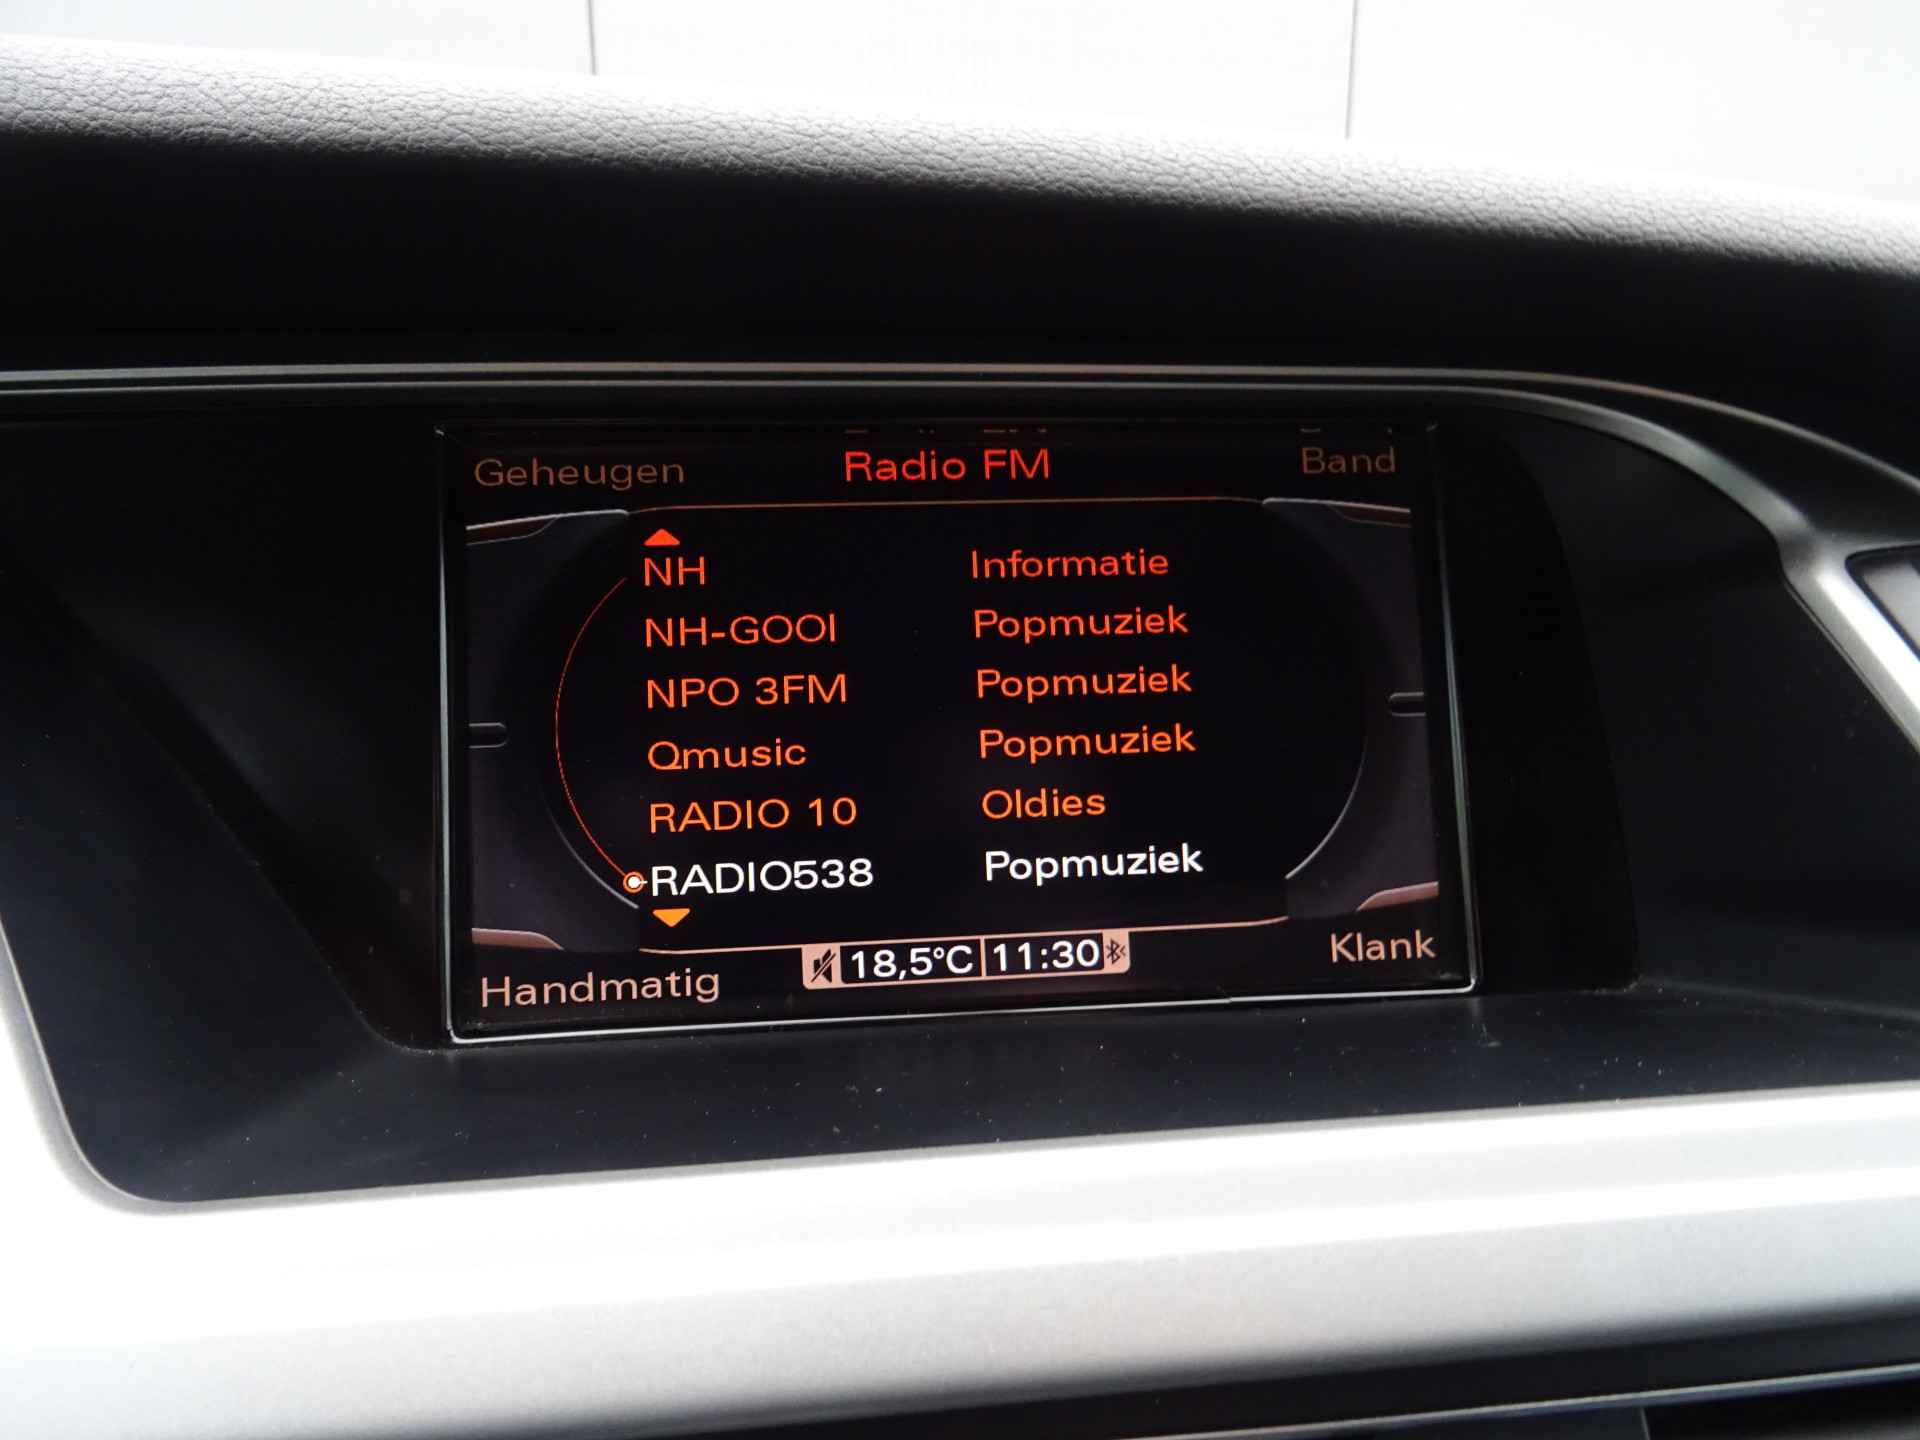 Geheugen Radio FM Band
NH Informatie
NH-GOOI Popmuziek
NPO 3FM Popmuziek
Qmusic Popmuziek
RADIO 10 Oldies
RADIO538 Popmuziek
Handmatig 18,5°C 11:30 Klank